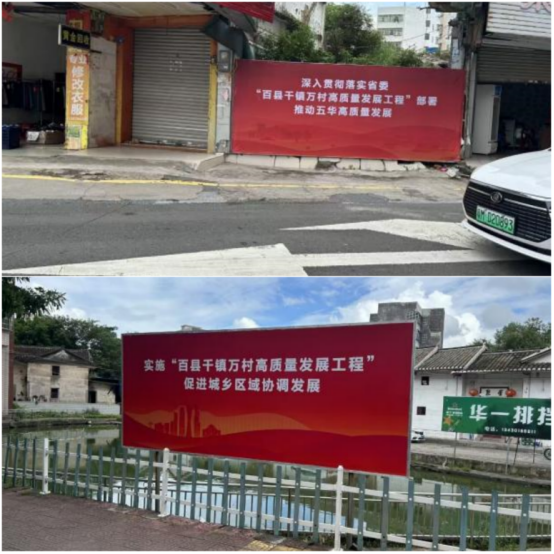 修改衣服
深入贯彻落实省委
“百县千镇万村高质量发展工程”部署
推动五华高质量发展
实施“百县千镇万村高质量发展工程”
促进城乡区域协调发展
华一排挡